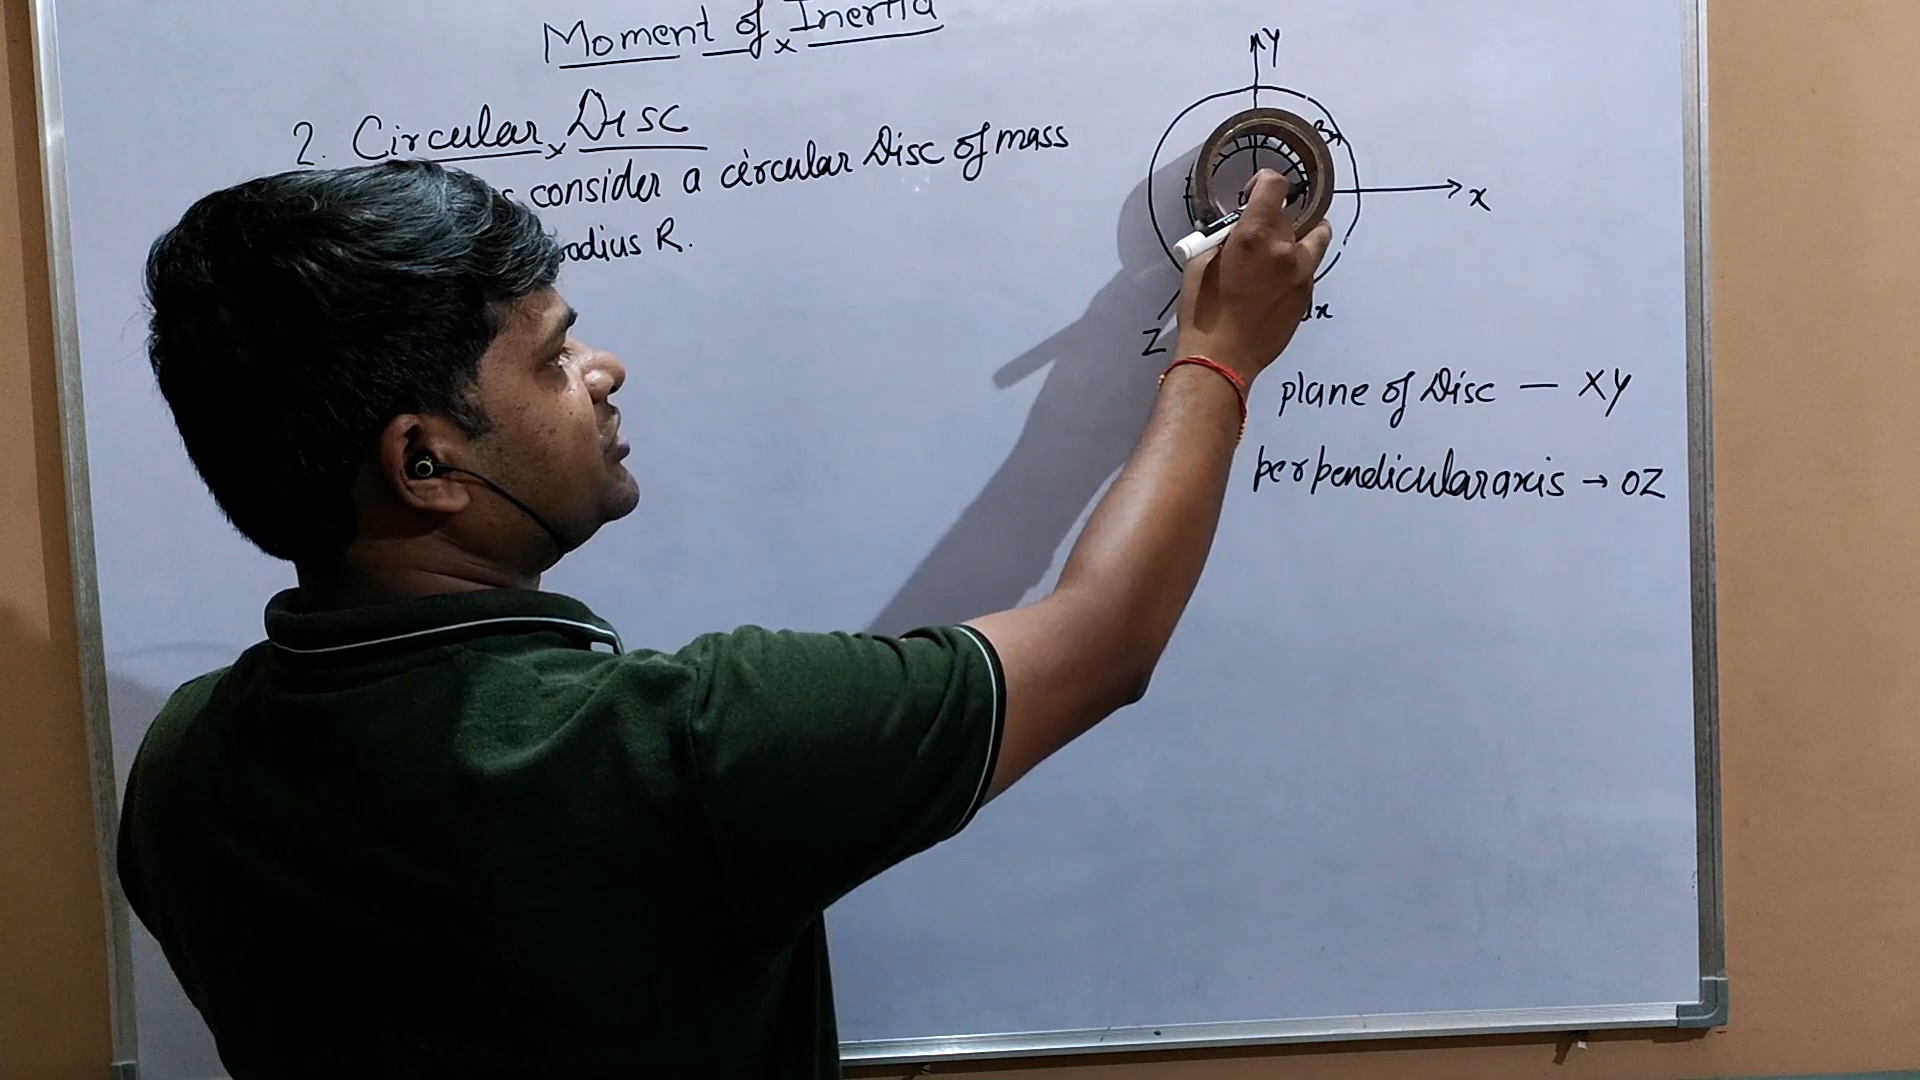 Moment of Inertia
2. Circular Disc
consider a circular Disc of mass
radius R.
Y
R
x
Z
dx
plane of Disc — XY
perpendicular axis → OZ